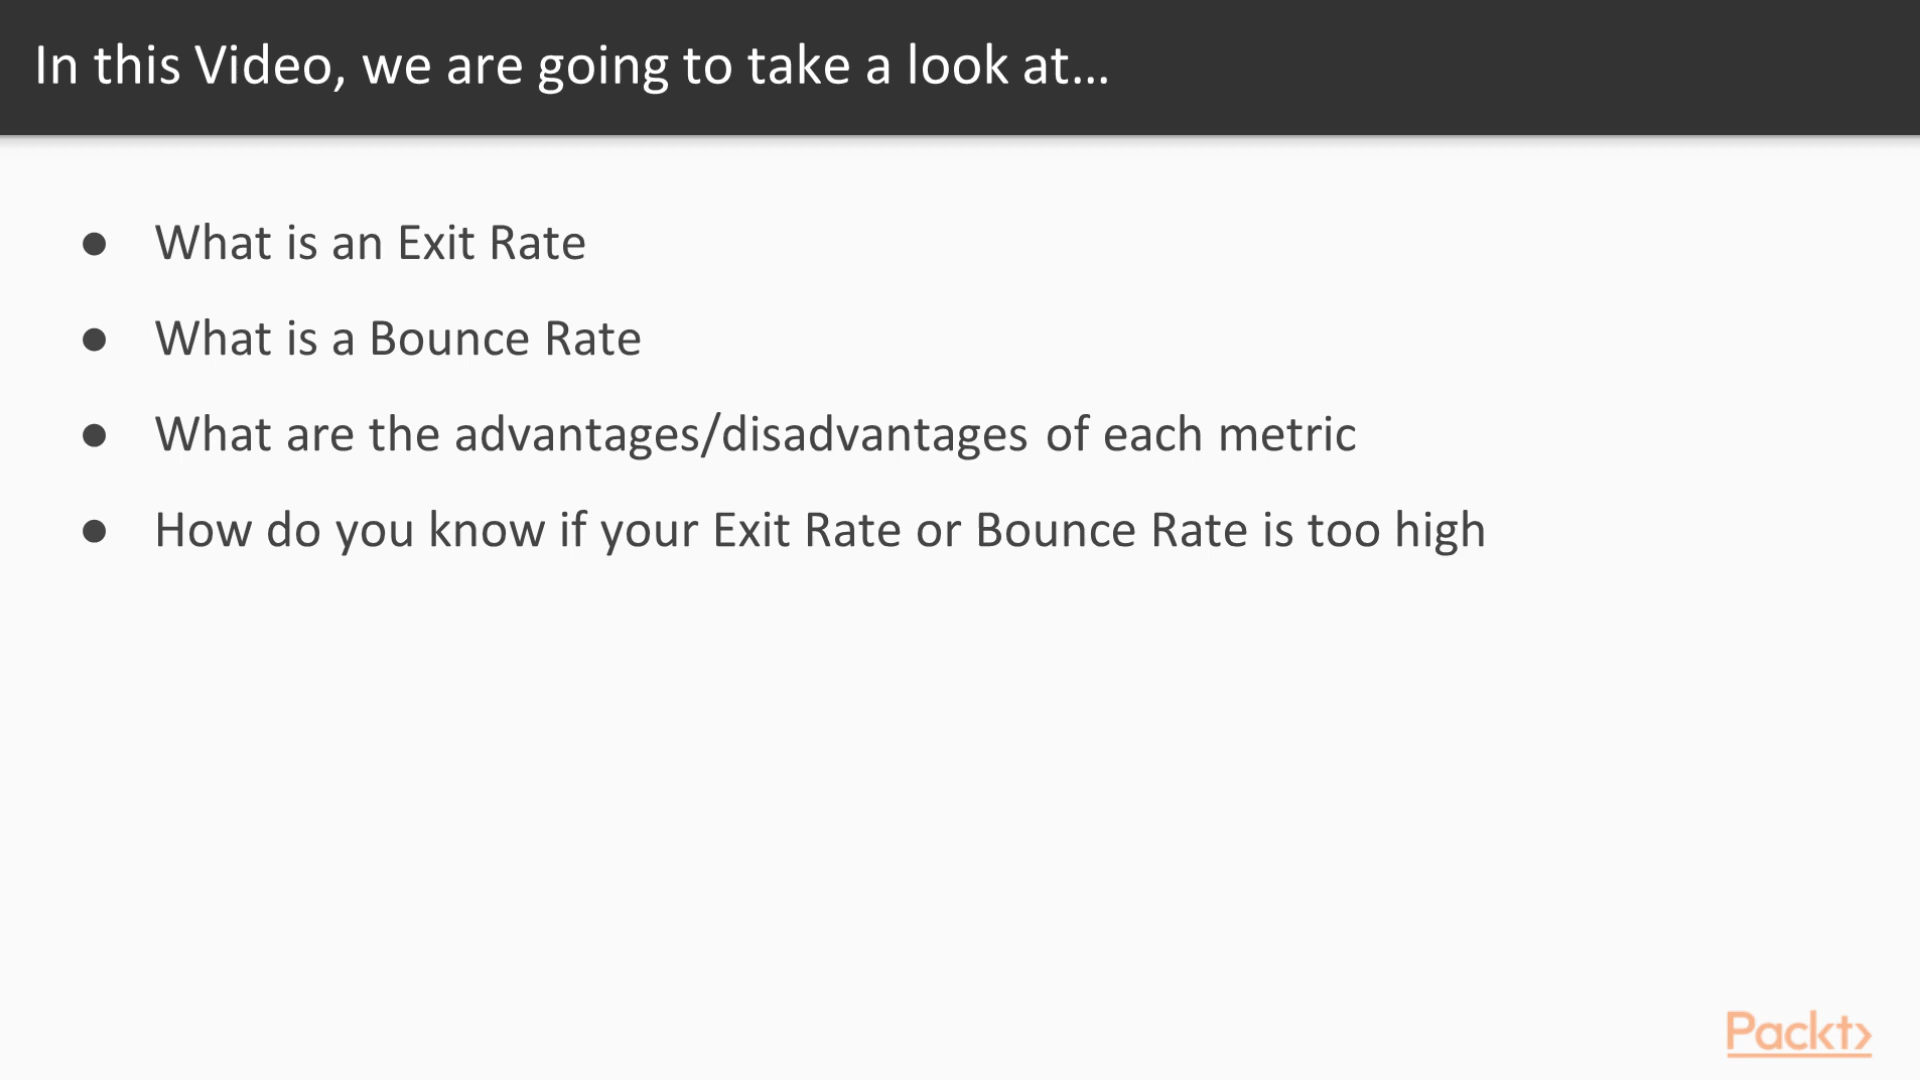 In this Video, we are going to take a look at...
● What is an Exit Rate
● What is a Bounce Rate
● What are the advantages/disadvantages of each metric
● How do you know if your Exit Rate or Bounce Rate is too high
Packt>